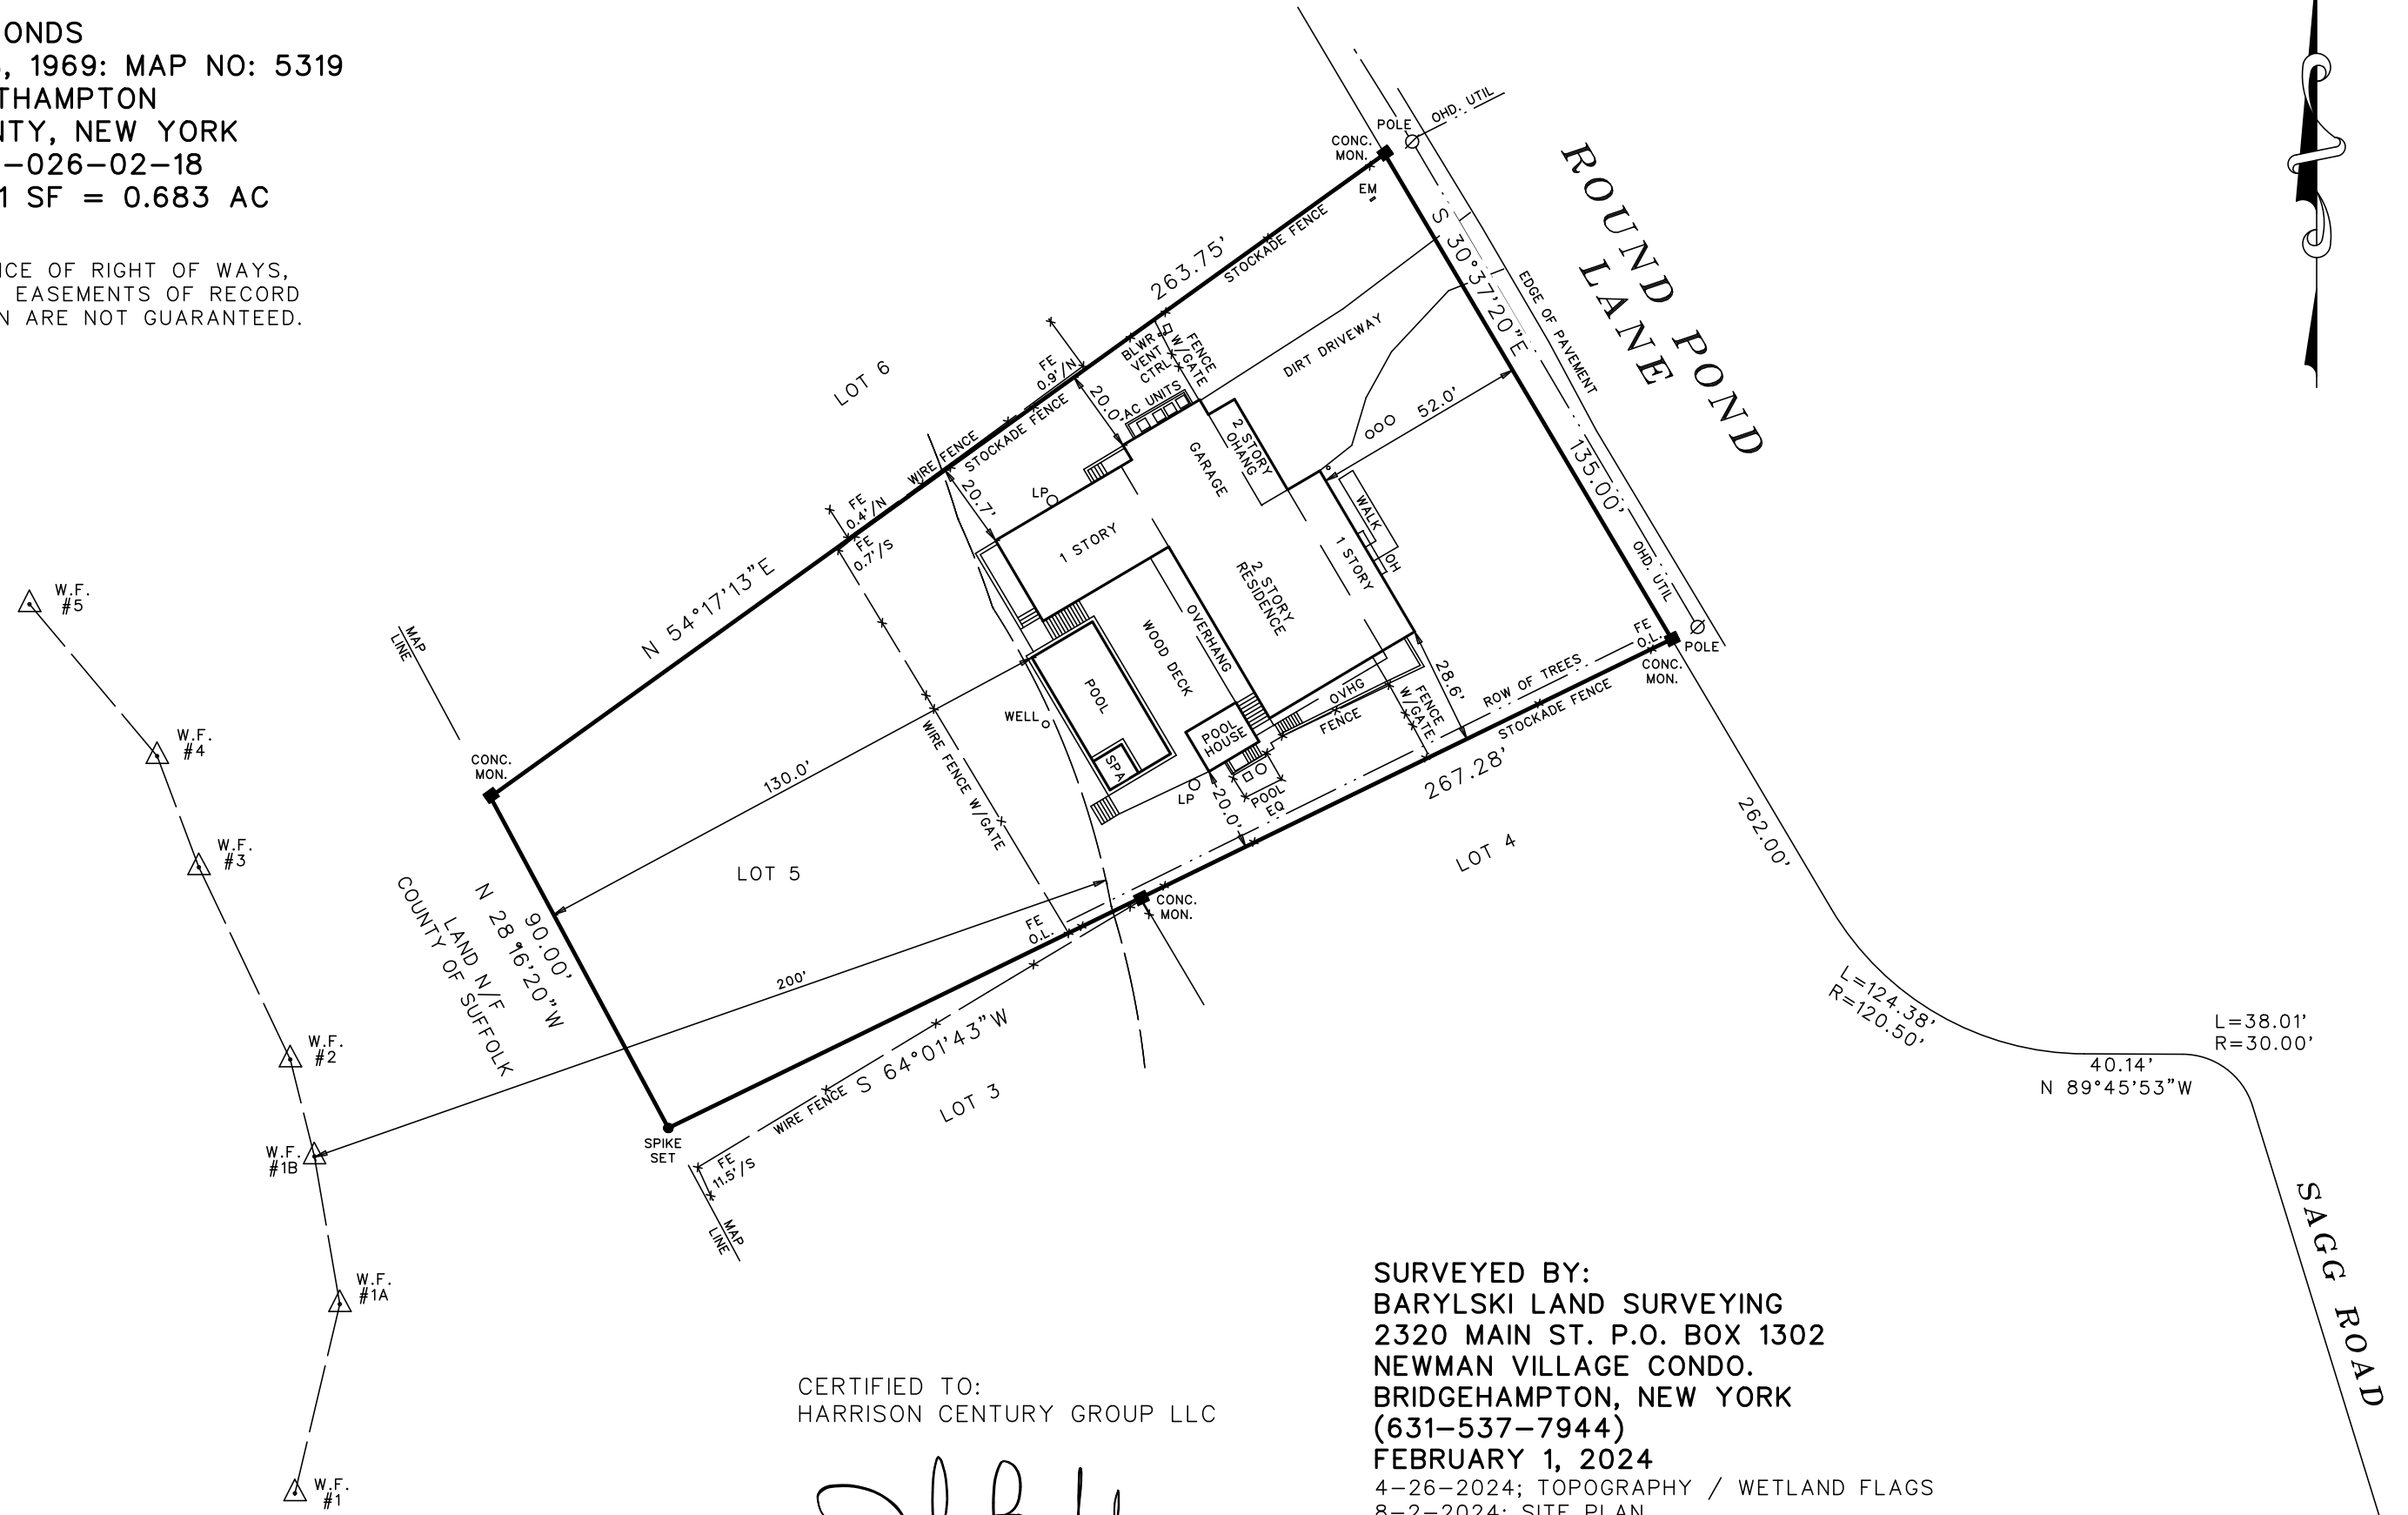 ONDS
, 1969: MAP NO: 5319
THAMPTON
NTY, NEW YORK
-026-02-18
1 SF = 0.683 AC
NCE OF RIGHT OF WAYS,
EASEMENTS OF RECORD
N ARE NOT GUARANTEED.
OHD. UTIL
POLE
CONC.
MON.
EM
ROUND POND
LANE
S 30°37'20"E
135.00'
EDGE OF PAVEMENT
263.75'
STOCKADE FENCE
DIRT DRIVEWAY
52.0'
LOT 6
FE
0.9'/N
BLWR
VENT
CTRL
FENCE
W/GATE
AC UNITS
20.0'
WIRE FENCE
STOCKADE FENCE
2 STORY
OHANG
GARAGE
20.7'
LP
FE
0.4'/N
FE
0.7'/S
1 STORY
WALK
OH
1 STORY
2 STORY
RESIDENCE
OVERHANG
WOOD DECK
POOL
SPA
WELL
POOL
HOUSE
OVHG
FENCE
FENCE
W/GATE.
28.6'
ROW OF TREES
STOCKADE FENCE
OHD. UTIL
FE
O.L.
CONC.
MON.
POLE
267.28'
LP
20.0'
POOL
EQ
LOT 4
262.00'
N 54°17'13"E
W.F.
#5
MAP
LINE
W.F.
#4
CONC.
MON.
130.0'
WIRE FENCE W/GATE
W.F.
#3
LOT 5
90.00'
N 28°16'20"W
LAND N/F
COUNTY OF SUFFOLK
FE
O.L.
CONC.
MON.
200'
W.F.
#2
S 64°01'43"W
WIRE FENCE
LOT 3
W.F.
#1B
SPIKE
SET
FE
11.5'/S
MAP
LINE
W.F.
#1A
W.F.
#1
L=124.38'
R=120.50'
L=38.01'
R=30.00'
40.14'
N 89°45'53"W
SAGG ROAD
CERTIFIED TO:
HARRISON CENTURY GROUP LLC
SURVEYED BY:
BARYLSKI LAND SURVEYING
2320 MAIN ST. P.O. BOX 1302
NEWMAN VILLAGE CONDO.
BRIDGEHAMPTON, NEW YORK
(631-537-7944)
FEBRUARY 1, 2024
4-26-2024; TOPOGRAPHY / WETLAND FLAGS
8-2-2024; SITE PLAN